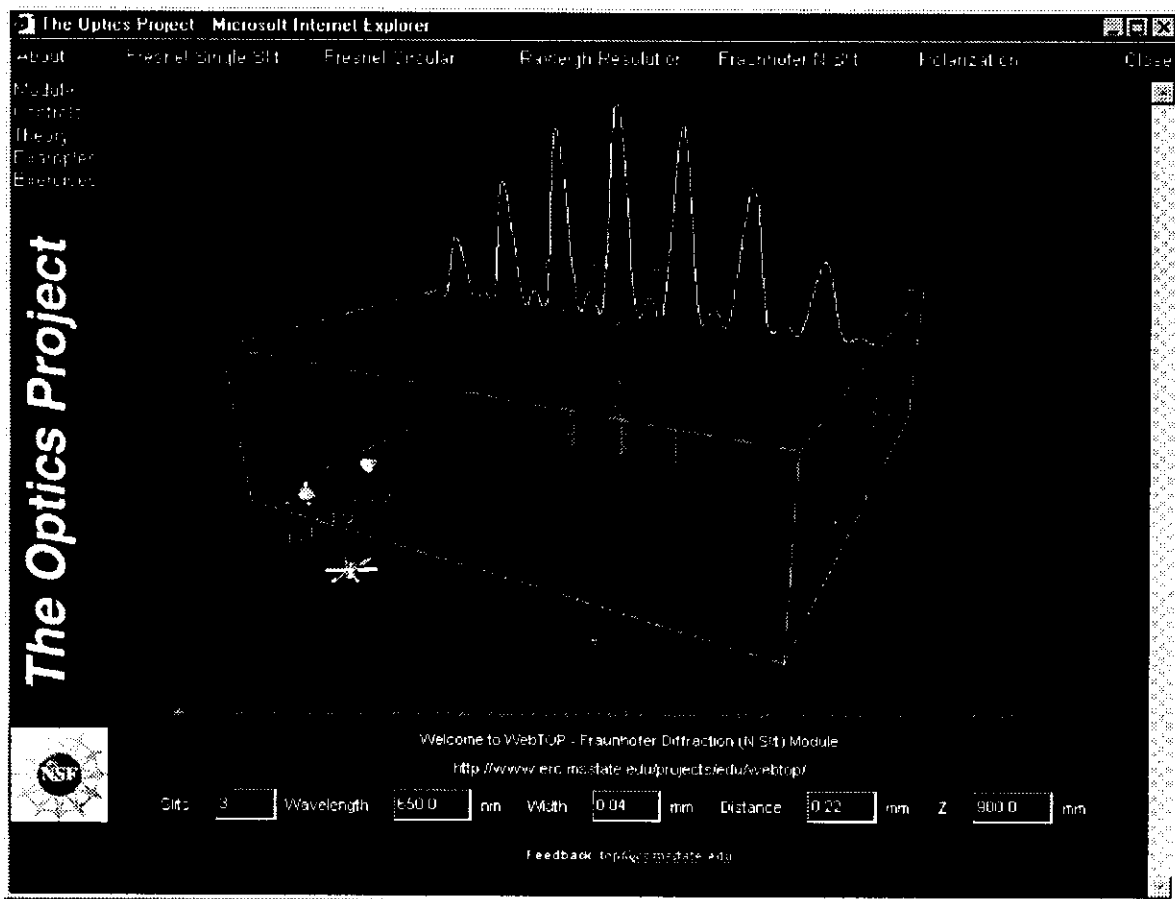 The Optics Project Microsoft Internet Explorer
About Fresnel Single Slit Fresnel Circular Rayleigh Resolution Fraunhofer N Slit Polarization Close
Module
Controls
Theory
Examples
Exercises
The Optics Project
NSF
Welcome to WebTOP - Fraunhofer Diffraction (N Slit) Module
http://www.erc.msstate.edu/projects/edu/webtop/
Slits 3 Wavelength 650.0 nm Width 0.04 mm Distance 0.22 mm Z 900.0 mm
Feedback